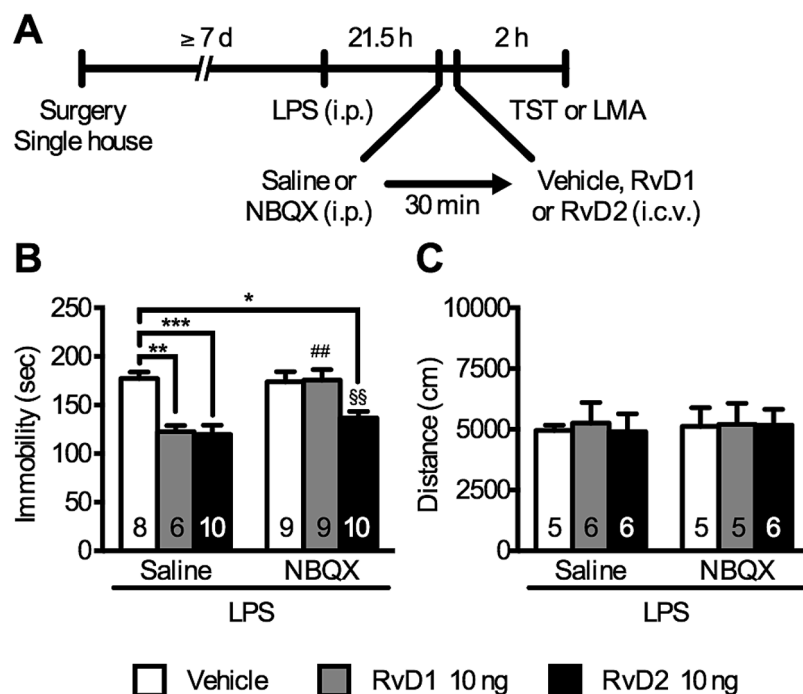 A
≥ 7 d
21.5 h
2 h
Surgery
Single house
LPS (i.p.)
TST or LMA
Saline or
NBQX (i.p.)
30 min
Vehicle, RvD1
or RvD2 (i.c.v.)
B
Immobility (sec)
250
200
150
100
50
0
*
***
**
##
§§
8
6
10
9
9
10
Saline
NBQX
LPS
C
Distance (cm)
10000
7500
5000
2500
0
5
6
6
5
5
6
Saline
NBQX
LPS
Vehicle
RvD1 10 ng
RvD2 10 ng